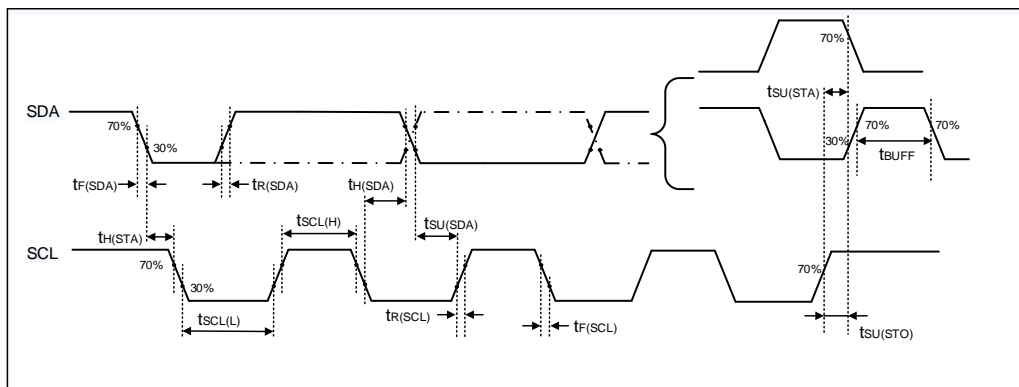 70%
tSU(STA)
SDA
70%
30%
30%
70%
70%
tBUFF
tF(SDA)
tR(SDA)
tH(SDA)
tSCL(H)
tSU(SDA)
tH(STA)
SCL
70%
30%
70%
tSCL(L)
tR(SCL)
tF(SCL)
tSU(STO)